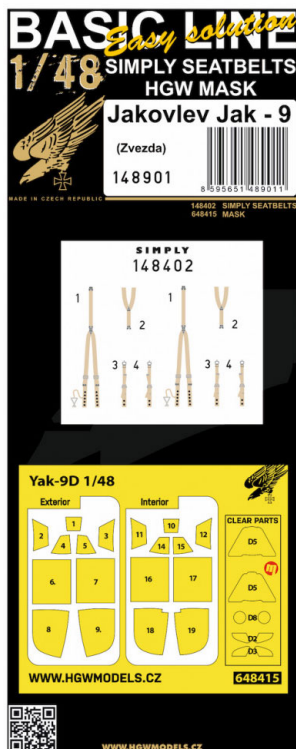 BASIC LINE
Easy solution
1/48
SIMPLY SEATBELTS
HGW MASK
Jakovlev Jak - 9
(Zvezda)
148901
8 595651 489011
MADE IN CZECH REPUBLIC
148402 SIMPLY SEATBELTS
648415 MASK
SIMPLY
148402
1 1
2 2
3 4 3 4
Yak-9D 1/48
Exterior Interior
CLEAR PARTS
1 10
2 3 11 12
4 5 14 15
D5
6. 7 16 17
D5
8 9. 18 19
D8
D2
D3
WWW.HGWMODELS.CZ
648415
WWW.HGWMODELS.CZ